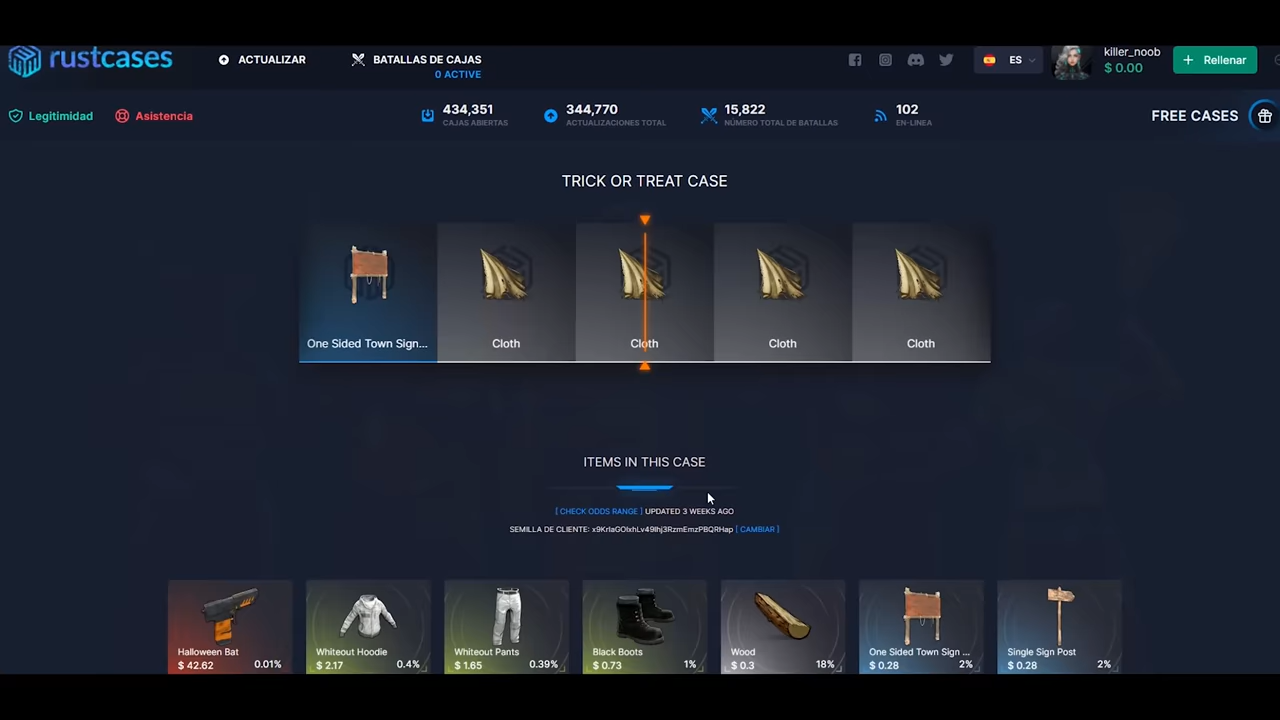 rustcases
ACTUALIZAR
BATALLAS DE CAJAS
0 ACTIVE
ES
killer_noob
$ 0.00
+ Rellenar
Legitimidad
Asistencia
434,351
CAJAS ABIERTAS
344,770
ACTUALIZACIONES TOTAL
15,822
NÚMERO TOTAL DE BATALLAS
102
EN-LINEA
FREE CASES
TRICK OR TREAT CASE
One Sided Town Sign...
Cloth
Cloth
Cloth
Cloth
ITEMS IN THIS CASE
[ CHECK ODDS RANGE ] UPDATED 3 WEEKS AGO
SEMILLA DE CLIENTE: [ CAMBIAR ]
Halloween Bat
$ 42.62 0.01%
Whiteout Hoodie
$ 2.17 0.4%
Whiteout Pants
$ 1.65 0.39%
Black Boots
$ 0.73 1%
Wood
$ 0.3 18%
One Sided Town Sign ...
$ 0.28 2%
Single Sign Post
$ 0.28 2%